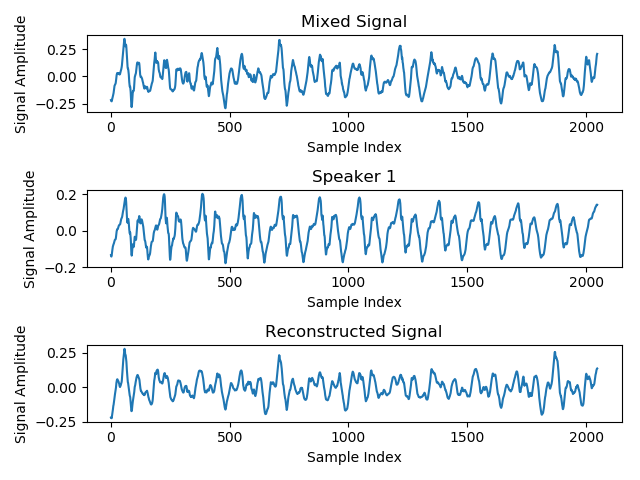 Mixed Signal
Signal Amplitude
0.25
0.00
−0.25
0 500 1000 1500 2000
Sample Index
Speaker 1
Signal Amplitude
0.2
0.0
−0.2
0 500 1000 1500 2000
Sample Index
Reconstructed Signal
Signal Amplitude
0.25
0.00
−0.25
0 500 1000 1500 2000
Sample Index